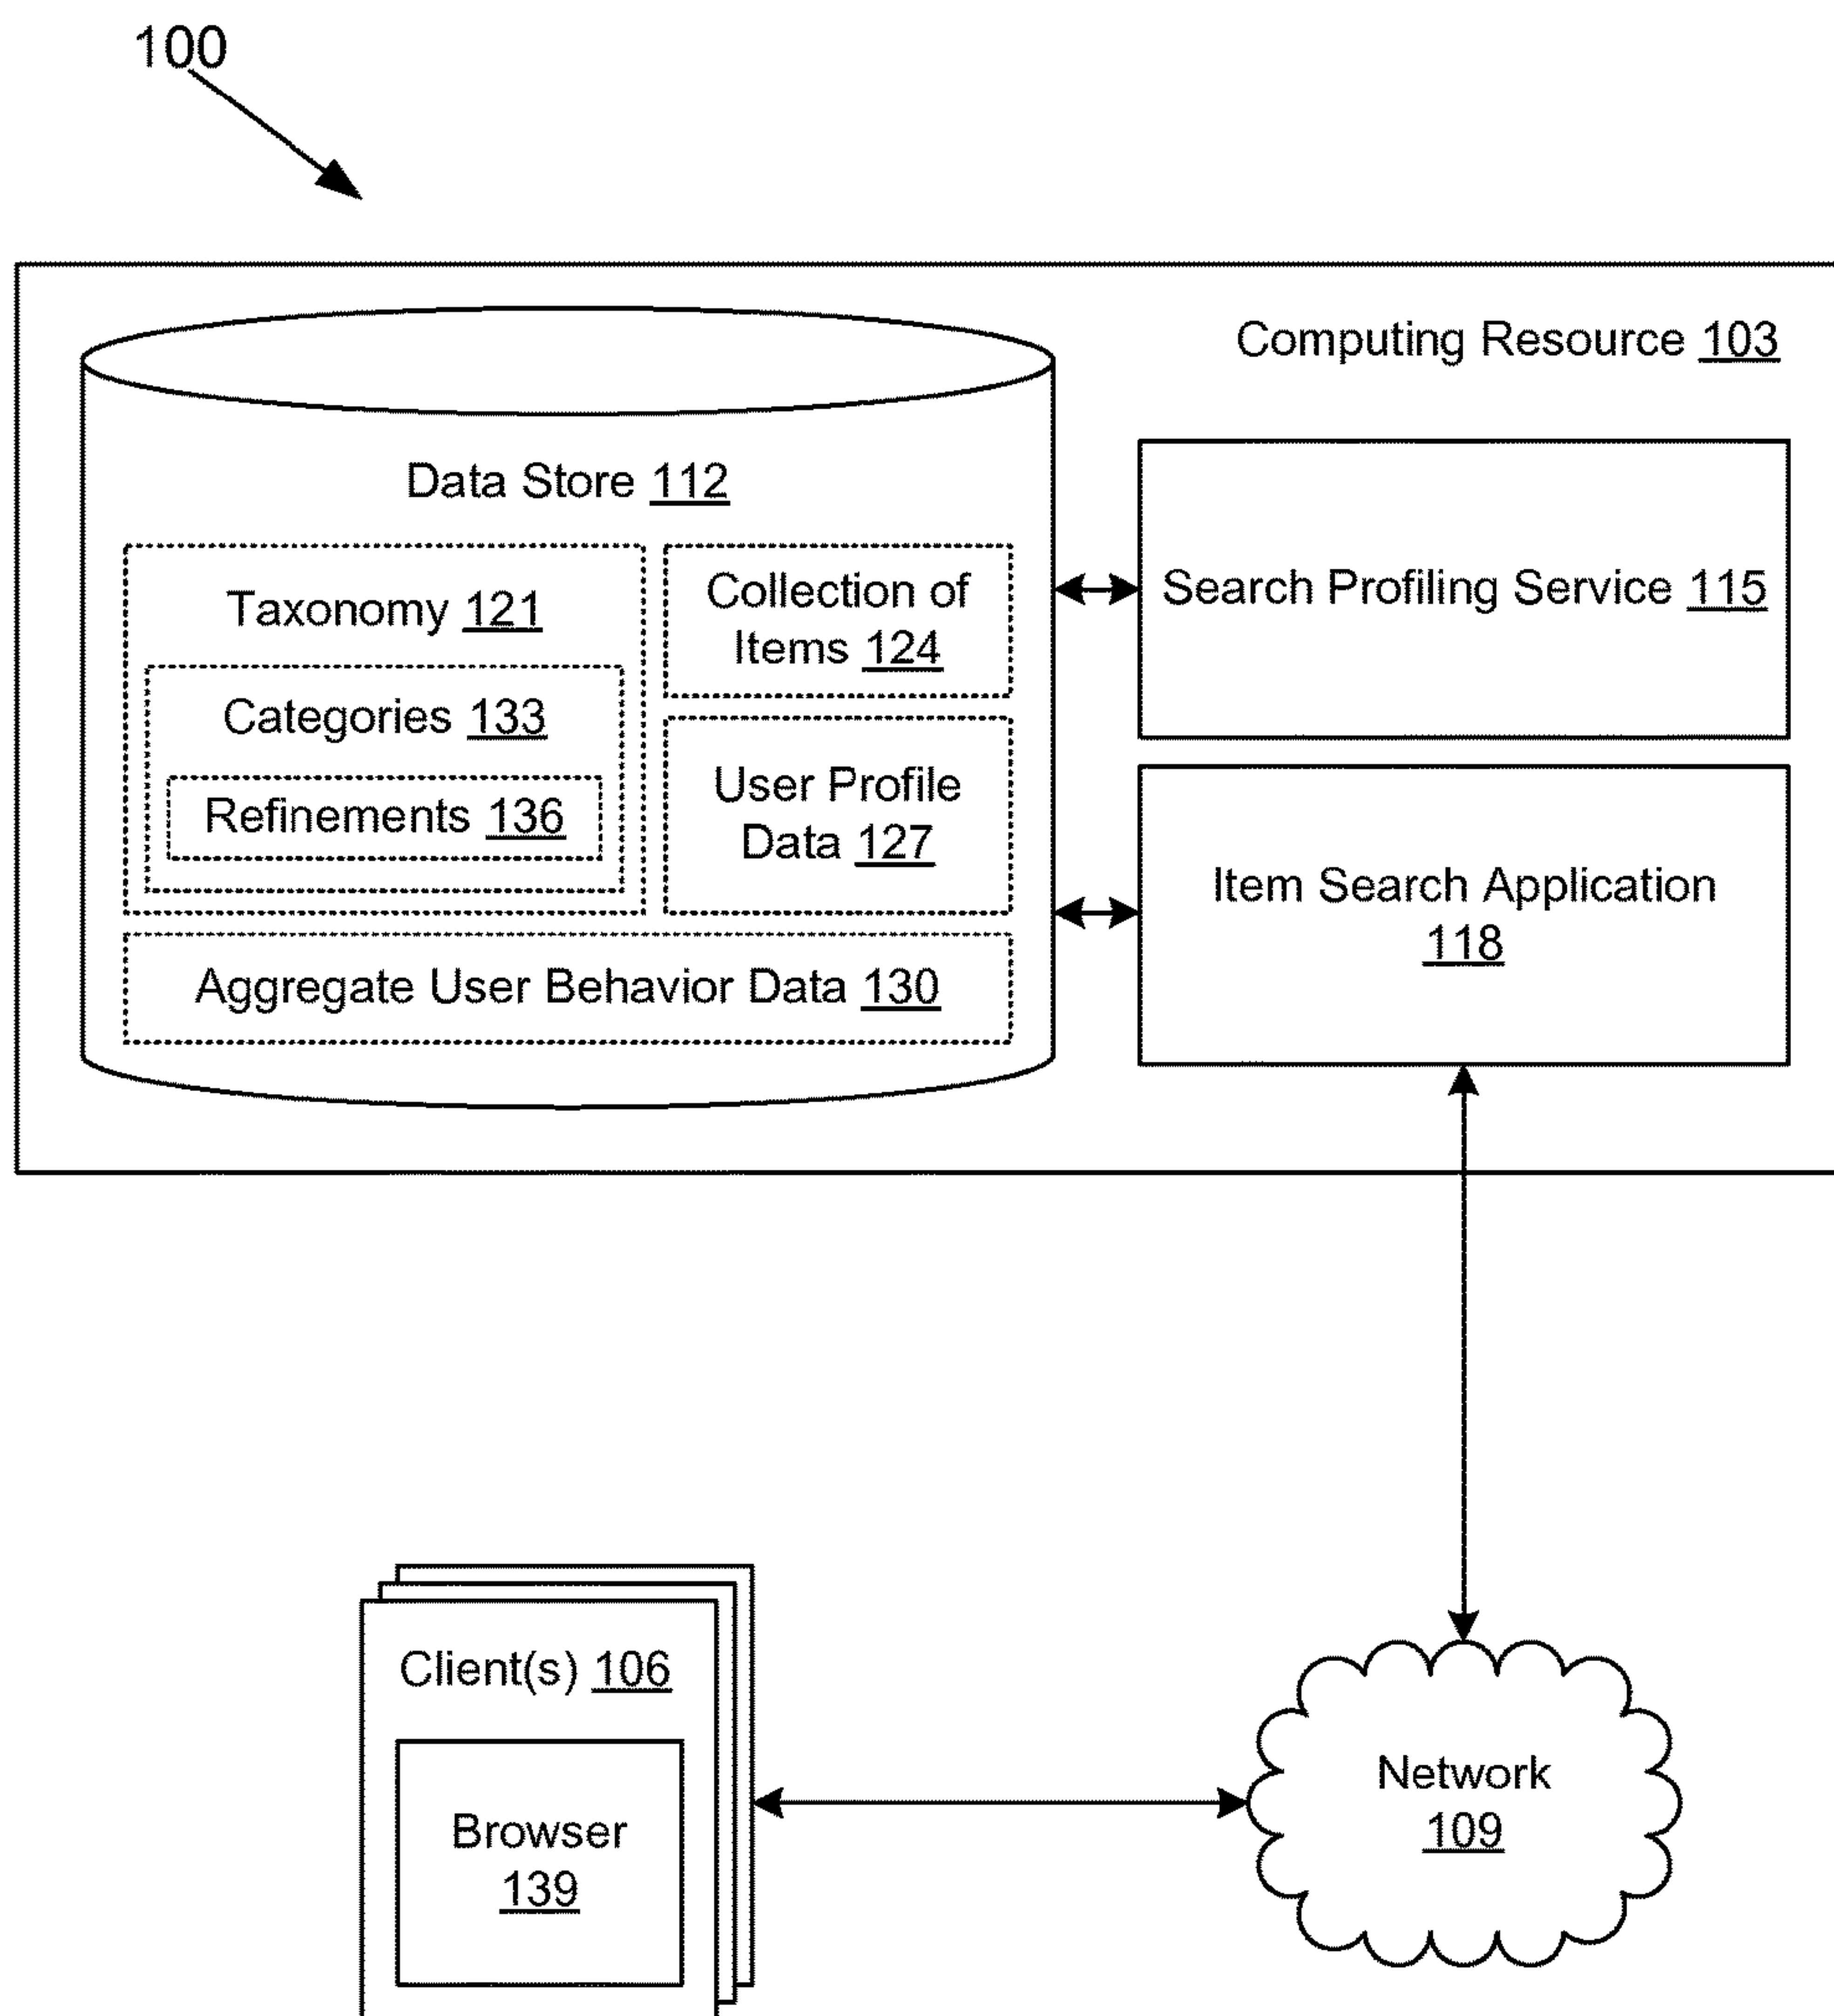 100
Computing Resource 103
Data Store 112
Taxonomy 121
Categories 133
Refinements 136
Collection of
Items 124
User Profile
Data 127
Aggregate User Behavior Data 130
Search Profiling Service 115
Item Search Application
118
Client(s) 106
Browser
139
Network
109